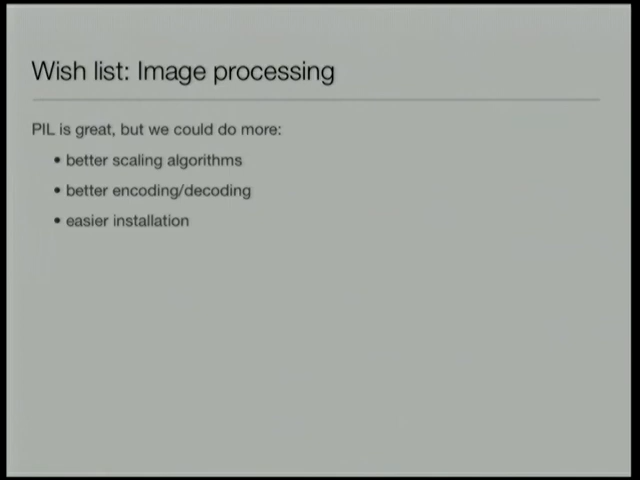 Wish list: Image processing
PIL is great, but we could do more:
• better scaling algorithms
• better encoding/decoding
• easier installation